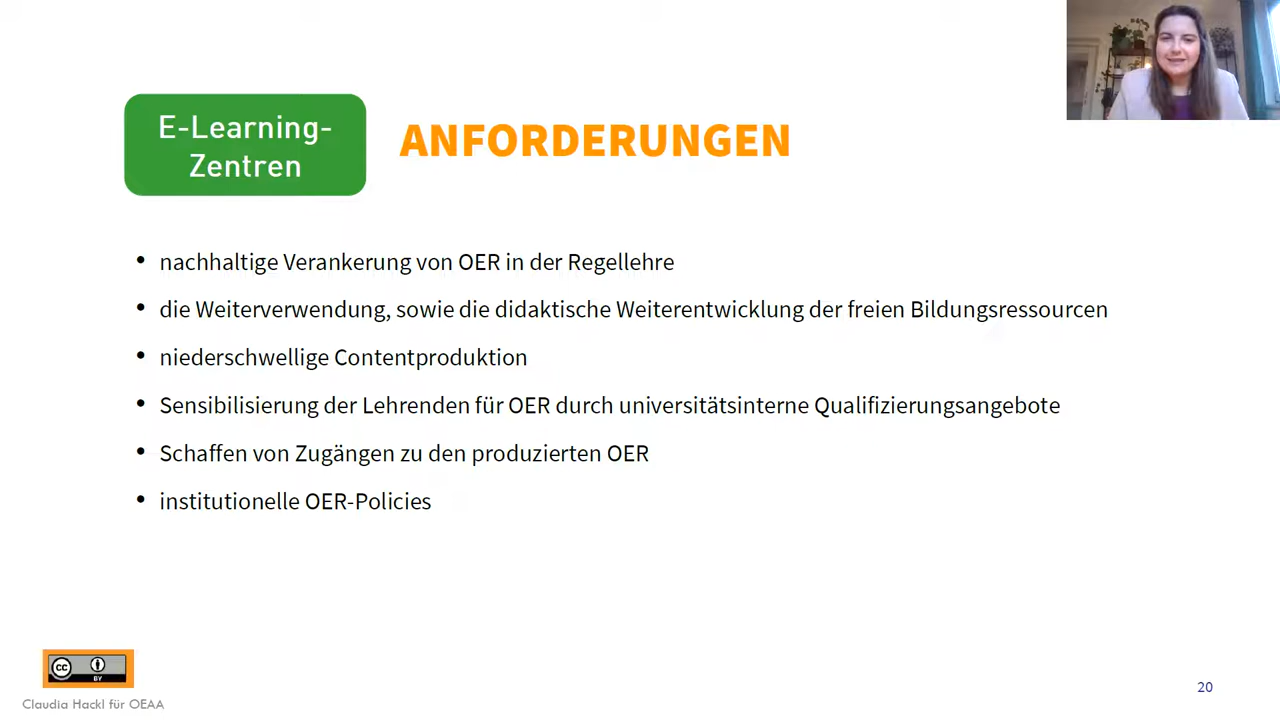 E-Learning-
Zentren
ANFORDERUNGEN
• nachhaltige Verankerung von OER in der Regellehre
• die Weiterverwendung, sowie die didaktische Weiterentwicklung der freien Bildungsressourcen
• niederschwellige Contentproduktion
• Sensibilisierung der Lehrenden für OER durch universitätsinterne Qualifizierungsangebote
• Schaffen von Zugängen zu den produzierten OER
• institutionelle OER-Policies
CC
BY
Claudia Hackl für OEAA
20